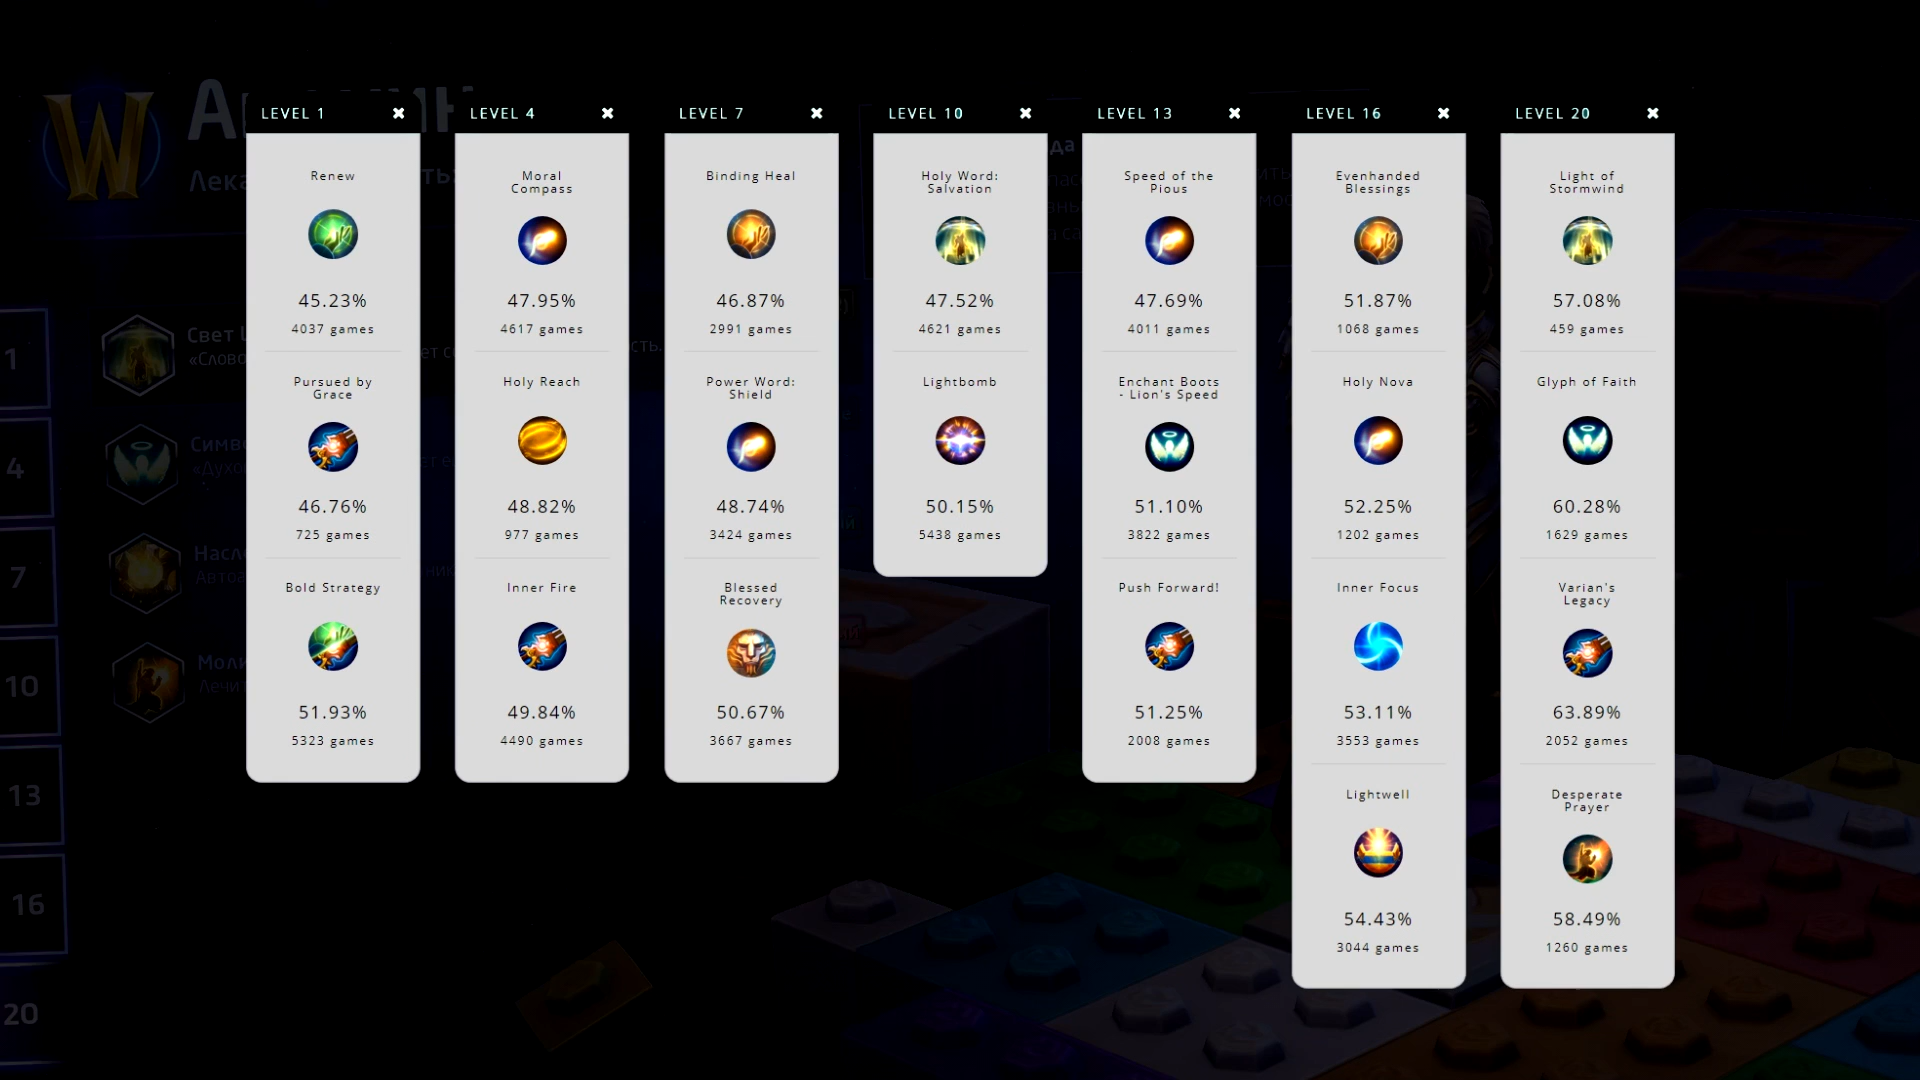 LEVEL 1
Renew
45.23%
4037 games
Pursued by
Grace
46.76%
725 games
Bold Strategy
51.93%
5323 games
LEVEL 4
Moral
Compass
47.95%
4617 games
Holy Reach
48.82%
977 games
Inner Fire
49.84%
4490 games
LEVEL 7
Binding Heal
46.87%
2991 games
Power Word:
Shield
48.74%
3424 games
Blessed
Recovery
50.67%
3667 games
LEVEL 10
Holy Word:
Salvation
47.52%
4621 games
Lightbomb
50.15%
5438 games
LEVEL 13
Speed of the
Pious
47.69%
4011 games
Enchant Boots
- Lion's Speed
51.10%
3822 games
Push Forward!
51.25%
2008 games
LEVEL 16
Evenhanded
Blessings
51.87%
1068 games
Holy Nova
52.25%
1202 games
Inner Focus
53.11%
3553 games
Lightwell
54.43%
3044 games
LEVEL 20
Light of
Stormwind
57.08%
459 games
Glyph of Faith
60.28%
1629 games
Varian's
Legacy
63.89%
2052 games
Desperate
Prayer
58.49%
1260 games
1
4
7
10
13
16
20